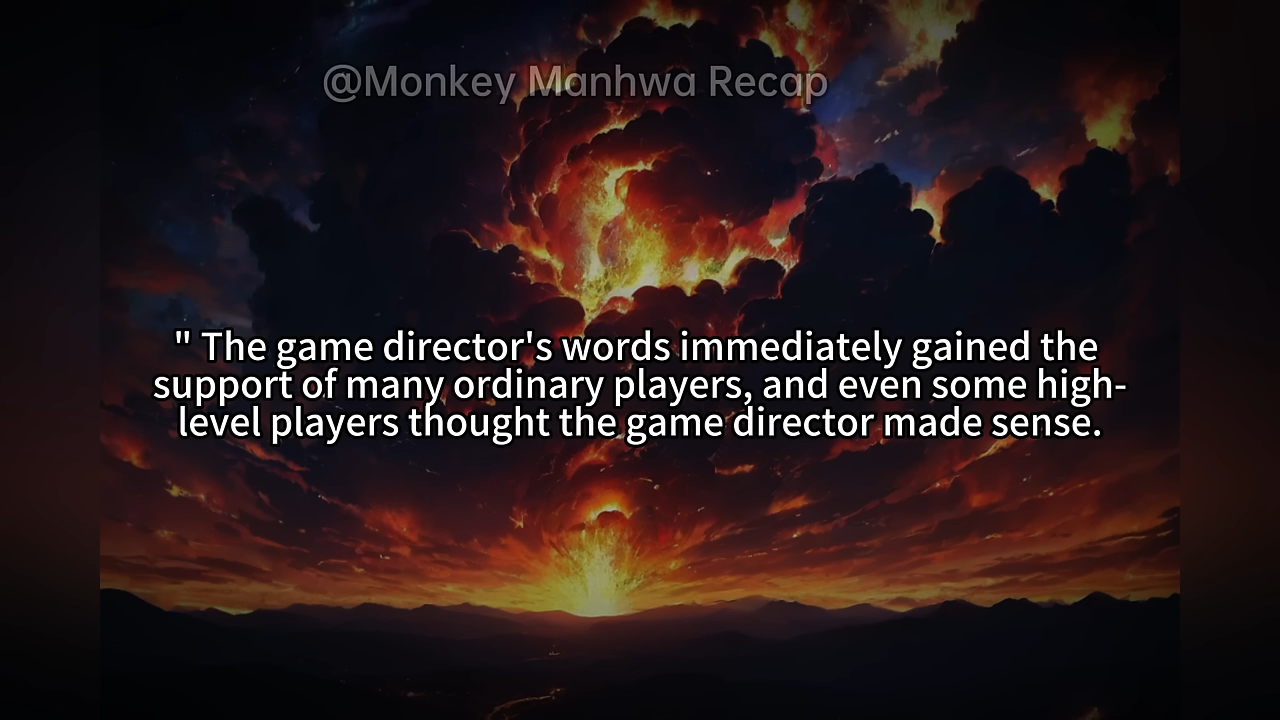 @Monkey Manhwa Recap
" The game director's words immediately gained the
support of many ordinary players, and even some high-
level players thought the game director made sense.